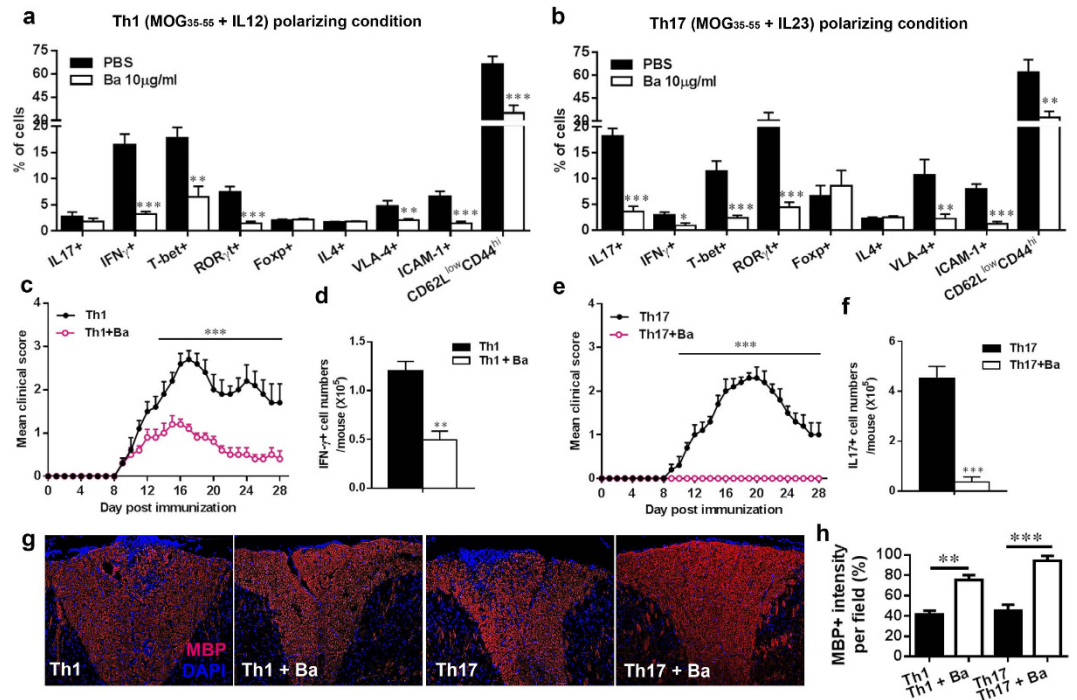 a
Th1 (MOG35-55 + IL12) polarizing condition
% of cells
75
60
45
30
20
15
10
5
0
PBS
Ba 10μg/ml
***
**
***
**
***
***
IL17+
IFNγ+
T-bet+
RORγt+
Foxp+
IL4+
VLA-4+
ICAM-1+
CD62LlowCD44hi
b
Th17 (MOG35-55 + IL23) polarizing condition
% of cells
75
60
45
30
20
15
10
5
0
PBS
Ba 10μg/ml
***
*
***
***
**
***
**
IL17+
IFNγ+
T-bet+
RORγt+
Foxp+
IL4+
VLA-4+
ICAM-1+
CD62LlowCD44hi
c
Mean clinical score
4
3
2
1
0
Th1
Th1+Ba
***
0 4 8 12 16 20 24 28
Day post immunization
d
IFN-γ+ cell numbers
/mouse (X105)
1.5
1.0
0.5
0.0
Th1
Th1 + Ba
**
e
Mean clinical score
4
3
2
1
0
Th17
Th17+Ba
***
0 4 8 12 16 20 24 28
Day post immunization
f
IL17+ cell numbers
/mouse (X105)
6
4
2
0
Th17
Th17+Ba
***
g
MBP
DAPI
Th1
Th1 + Ba
Th17
Th17 + Ba
h
MBP+ intensity
per field (%)
100
80
60
40
20
0
**
***
Th1
Th1 + Ba
Th17
Th17 + Ba